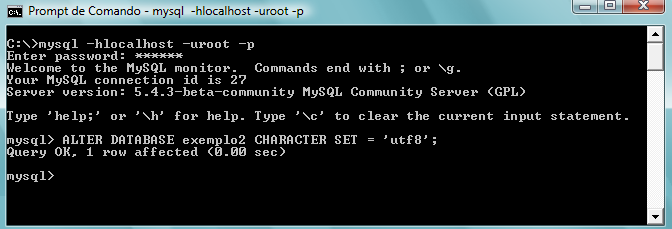 Prompt de Comando - mysql -hlocalhost -uroot -p
C:\>mysql -hlocalhost -uroot -p
Enter password: ******
Welcome to the MySQL monitor.  Commands end with ; or \g.
Your MySQL connection id is 27
Server version: 5.4.3-beta-community MySQL Community Server (GPL)
Type 'help;' or '\h' for help. Type '\c' to clear the current input statement.
mysql> ALTER DATABASE exemplo2 CHARACTER SET = 'utf8';
Query OK, 1 row affected (0.00 sec)
mysql>